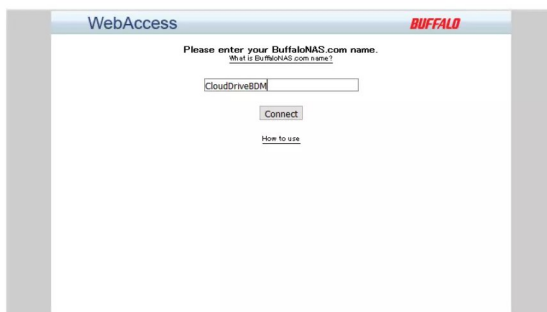 WebAccess
BUFFALO
Please enter your BuffaloNAS.com name.
What is BuffaloNAS.com name?
CloudDriveBDM
Connect
How to use